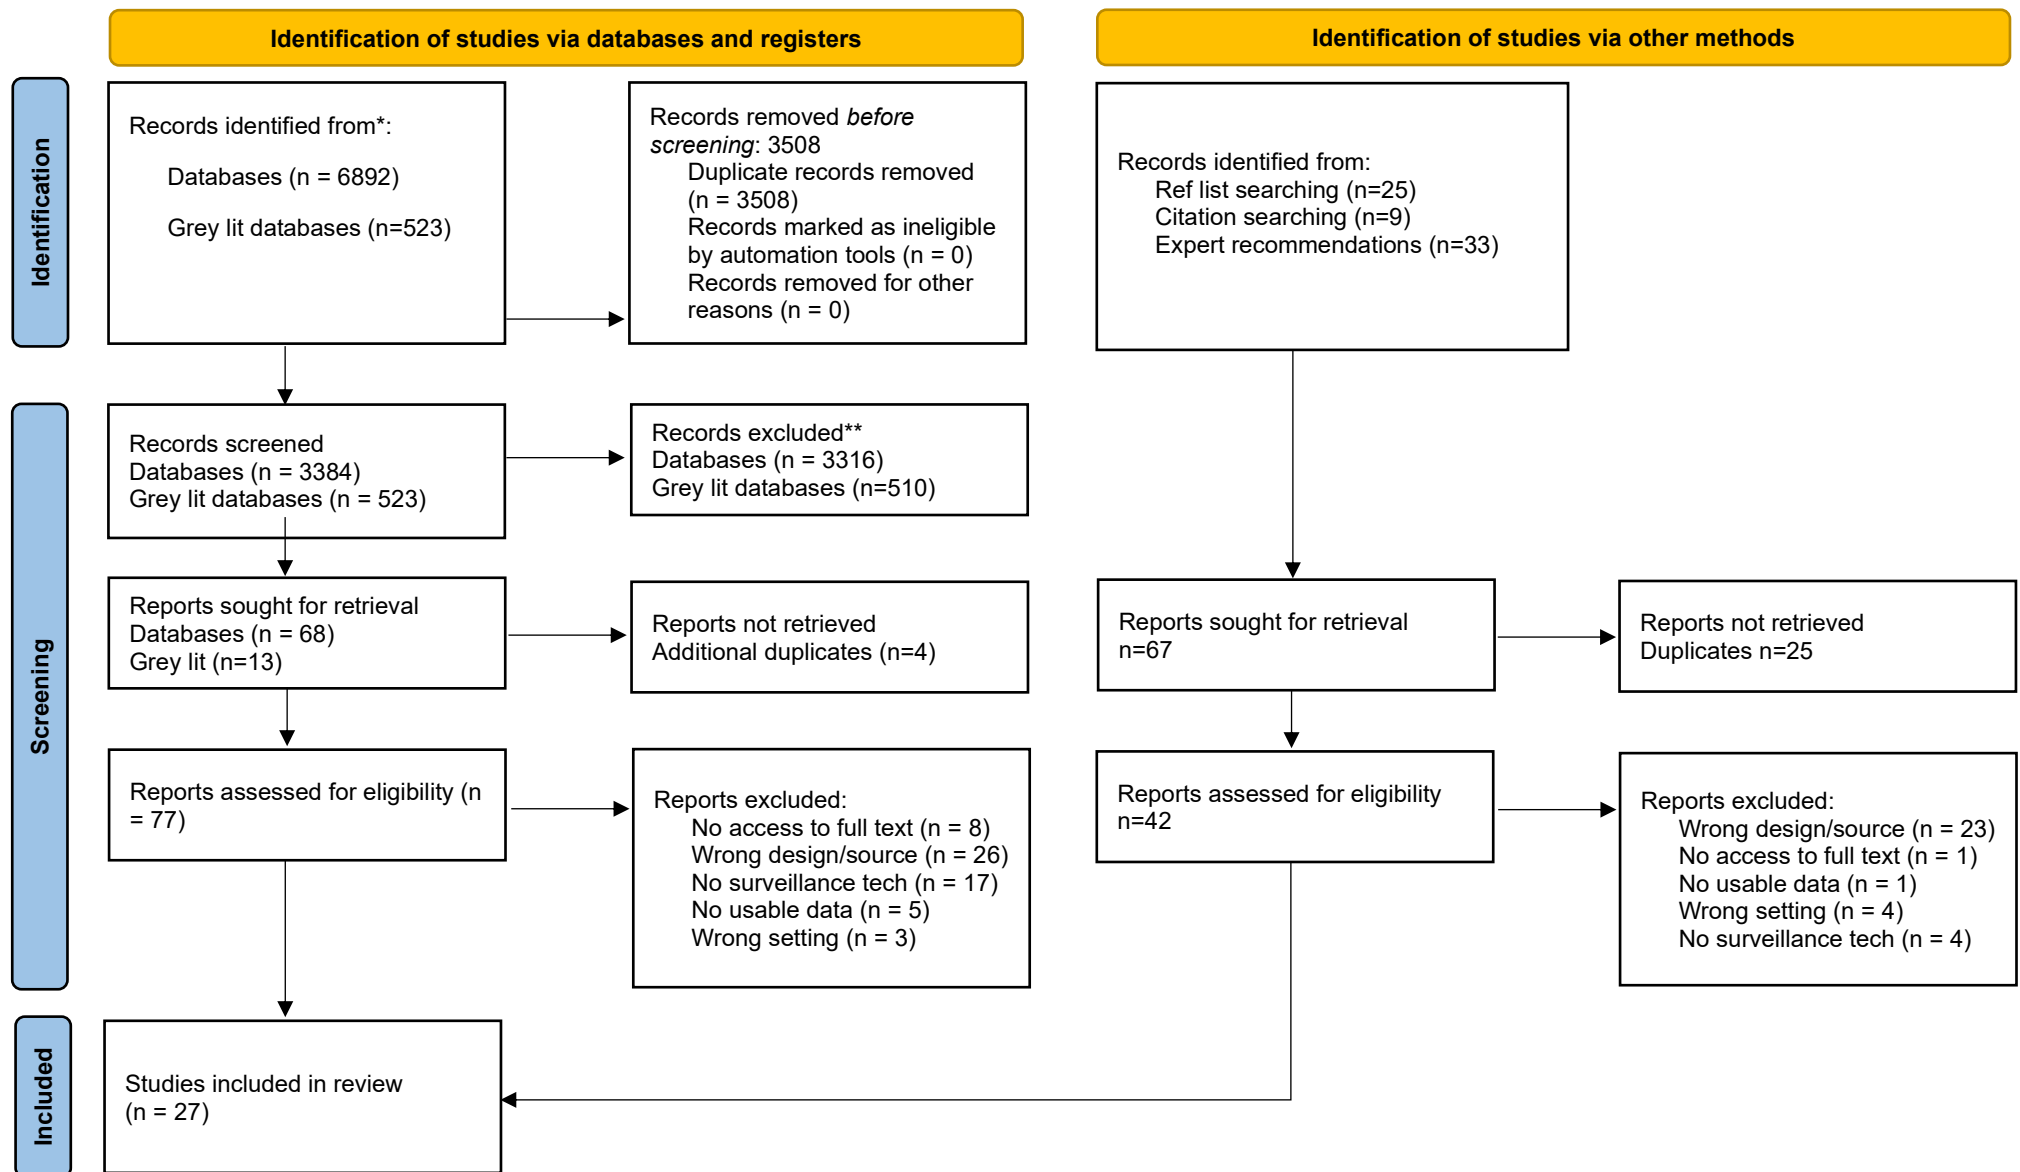 Identification of studies via databases and registers
Identification of studies via other methods
Identification
Records identified from*:
Databases (n = 6892)
Grey lit databases (n=523)
Records removed before
screening: 3508
Duplicate records removed
(n = 3508)
Records marked as ineligible
by automation tools (n = 0)
Records removed for other
reasons (n = 0)
Records identified from:
Ref list searching (n=25)
Citation searching (n=9)
Expert recommendations (n=33)
Screening
Records screened
Databases (n = 3384)
Grey lit databases (n = 523)
Records excluded**
Databases (n = 3316)
Grey lit databases (n=510)
Reports sought for retrieval
Databases (n = 68)
Grey lit (n=13)
Reports not retrieved
Additional duplicates (n=4)
Reports sought for retrieval
n=67
Reports not retrieved
Duplicates n=25
Reports assessed for eligibility (n
= 77)
Reports excluded:
No access to full text (n = 8)
Wrong design/source (n = 26)
No surveillance tech (n = 17)
No usable data (n = 5)
Wrong setting (n = 3)
Reports assessed for eligibility
n=42
Reports excluded:
Wrong design/source (n = 23)
No access to full text (n = 1)
No usable data (n = 1)
Wrong setting (n = 4)
No surveillance tech (n = 4)
Included
Studies included in review
(n = 27)